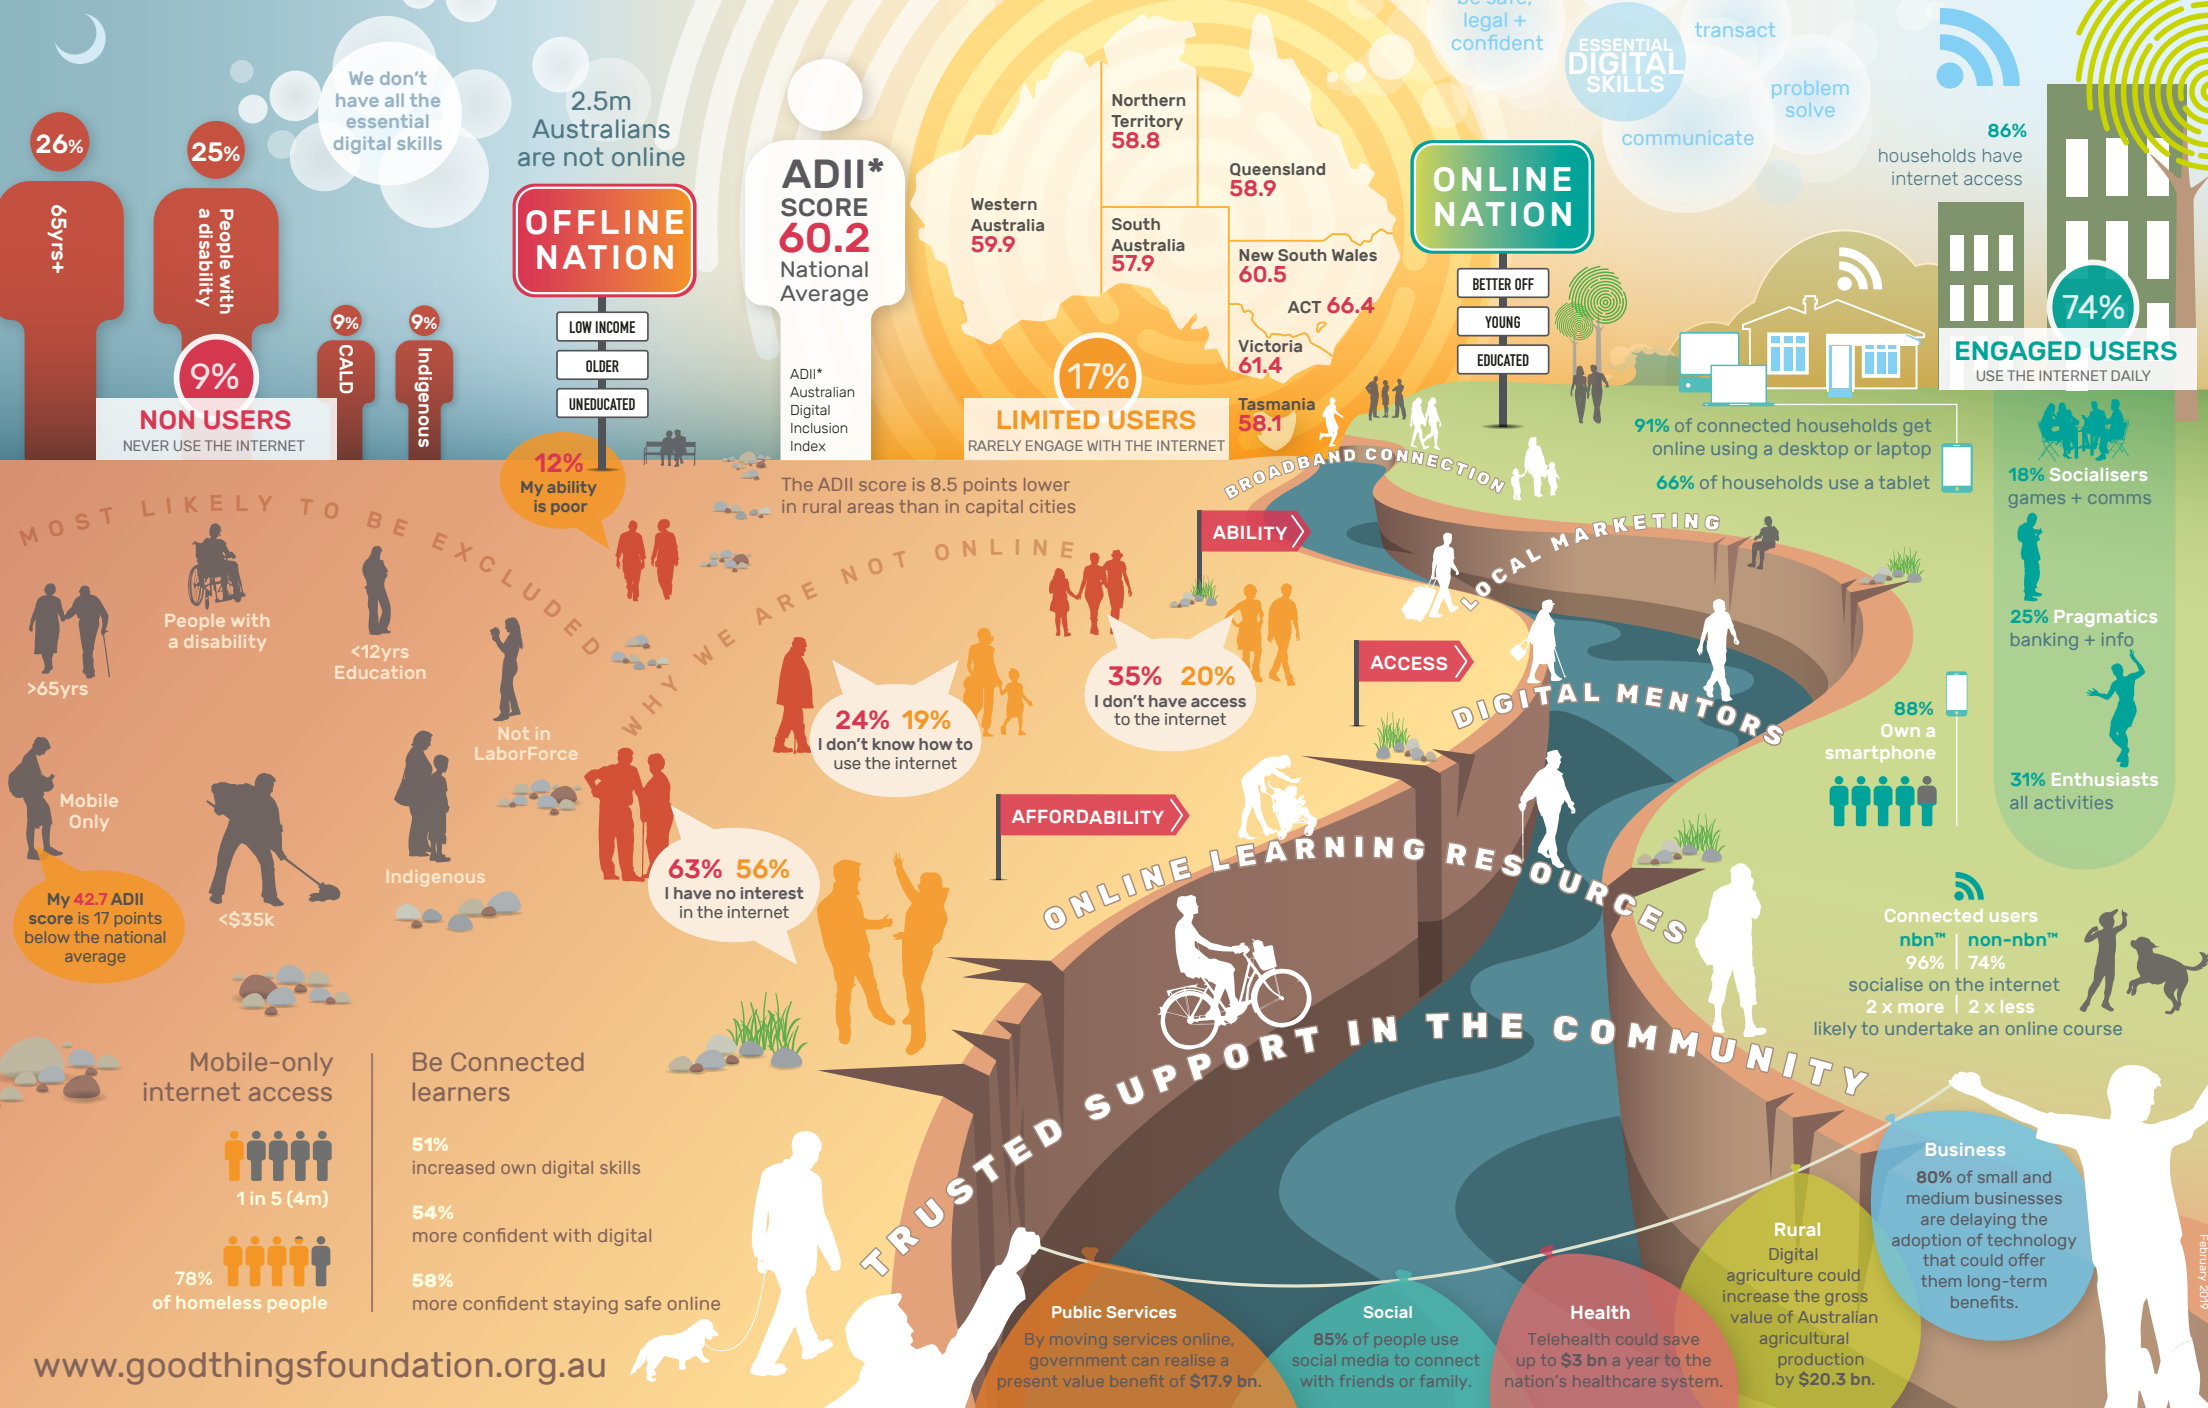 We don't
have all the
essential
digital skills
26%
65yrs+
25%
People with
a disability
9%
CALD
9%
Indigenous
9%
NON USERS
NEVER USE THE INTERNET
2.5m
Australians
are not online
OFFLINE
NATION
LOW INCOME
OLDER
UNEDUCATED
ADII*
SCORE
60.2
National
Average
ADII*
Australian
Digital
Inclusion
Index
Northern
Territory
58.8
Queensland
58.9
Western
Australia
59.9
South
Australia
57.9
New South Wales
60.5
ACT 66.4
Victoria
61.4
Tasmania
58.1
17%
LIMITED USERS
RARELY ENGAGE WITH THE INTERNET
ONLINE
NATION
BETTER OFF
YOUNG
EDUCATED
legal +
confident
ESSENTIAL
DIGITAL
SKILLS
transact
problem
solve
communicate
86%
households have
internet access
74%
ENGAGED USERS
USE THE INTERNET DAILY
91% of connected households get
online using a desktop or laptop
66% of households use a tablet
18% Socialisers
games + comms
25% Pragmatics
banking + info
31% Enthusiasts
all activities
88%
Own a
smartphone
Connected users
nbn™ | non-nbn™
96% | 74%
socialise on the internet
2 x more | 2 x less
likely to undertake an online course
12%
My ability
is poor
The ADII score is 8.5 points lower
in rural areas than in capital cities
MOST LIKELY TO BE EXCLUDED
>65yrs
People with
a disability
<12yrs
Education
Not in
LaborForce
Mobile
Only
<$35k
Indigenous
My 42.7 ADII
score is 17 points
below the national
average
WHY WE ARE NOT ONLINE
63% 56%
I have no interest
in the internet
24% 19%
I don't know how to
use the internet
35% 20%
I don't have access
to the internet
ABILITY
ACCESS
AFFORDABILITY
BROADBAND CONNECTION
LOCAL MARKETING
DIGITAL MENTORS
ONLINE LEARNING RESOURCES
TRUSTED SUPPORT IN THE COMMUNITY
Mobile-only
internet access
1 in 5 (4m)
78%
of homeless people
Be Connected
learners
51%
increased own digital skills
54%
more confident with digital
58%
more confident staying safe online
www.goodthingsfoundation.org.au
Public Services
By moving services online,
government can realise a
present value benefit of $17.9 bn.
Social
85% of people use
social media to connect
with friends or family.
Health
Telehealth could save
up to $3 bn a year to the
nation's healthcare system.
Rural
Digital
agriculture could
increase the gross
value of Australian
agricultural
production
by $20.3 bn.
Business
80% of small and
medium businesses
are delaying the
adoption of technology
that could offer
them long-term
benefits.
February 2019